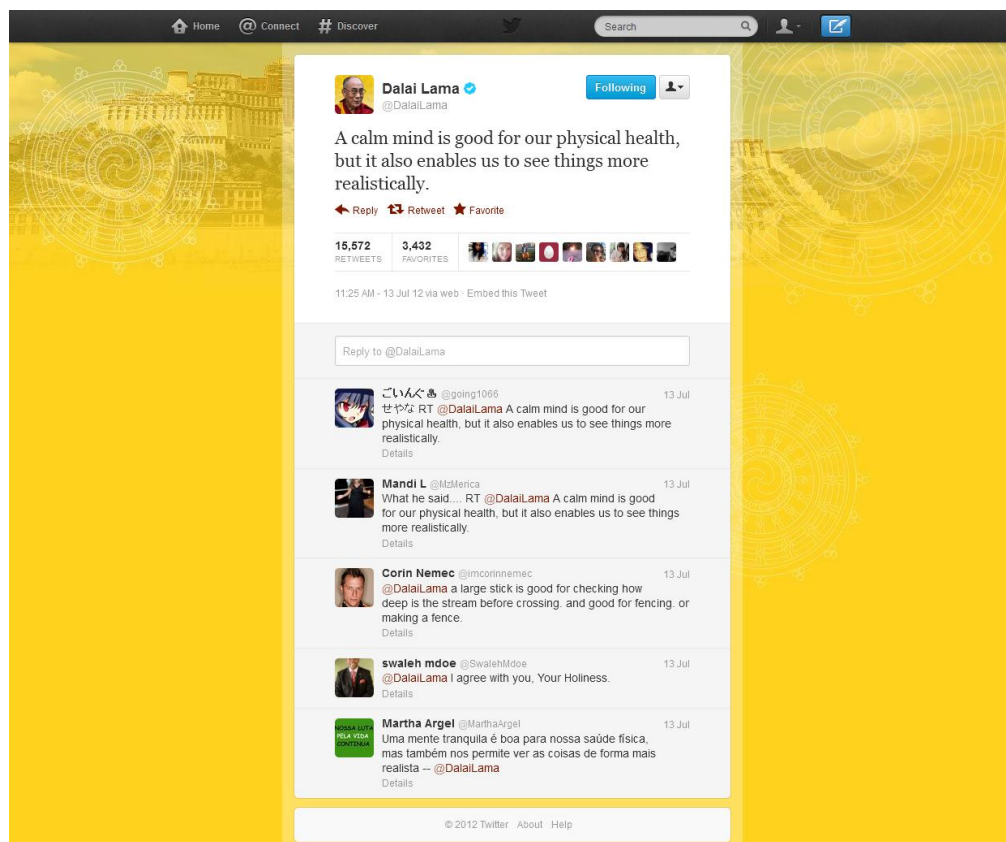 Home @ Connect # Discover Search
Dalai Lama Following
@DalaiLama
A calm mind is good for our physical health,
but it also enables us to see things more
realistically.
Reply Retweet Favorite
15,572 3,432
RETWEETS FAVORITES
11:25 AM - 13 Jul 12 via web · Embed this Tweet
Reply to @DalaiLama
ごいんぐ♨ @going1066 13 Jul
せやな RT @DalaiLama A calm mind is good for our
physical health, but it also enables us to see things more
realistically.
Details
Mandi L @MzMerica 13 Jul
What he said.... RT @DalaiLama A calm mind is good
for our physical health, but it also enables us to see things
more realistically.
Details
Corin Nemec @imcorinnemec 13 Jul
@DalaiLama a large stick is good for checking how
deep is the stream before crossing. and good for fencing. or
making a fence.
Details
swaleh mdoe @SwalehMdoe 13 Jul
@DalaiLama I agree with you, Your Holiness.
Details
NOSSA LUTA
PELA VIDA
CONTINUA
Martha Argel @MarthaArgel 13 Jul
Uma mente tranquila é boa para nossa saúde física,
mas também nos permite ver as coisas de forma mais
realista -- @DalaiLama
Details
© 2012 Twitter About Help